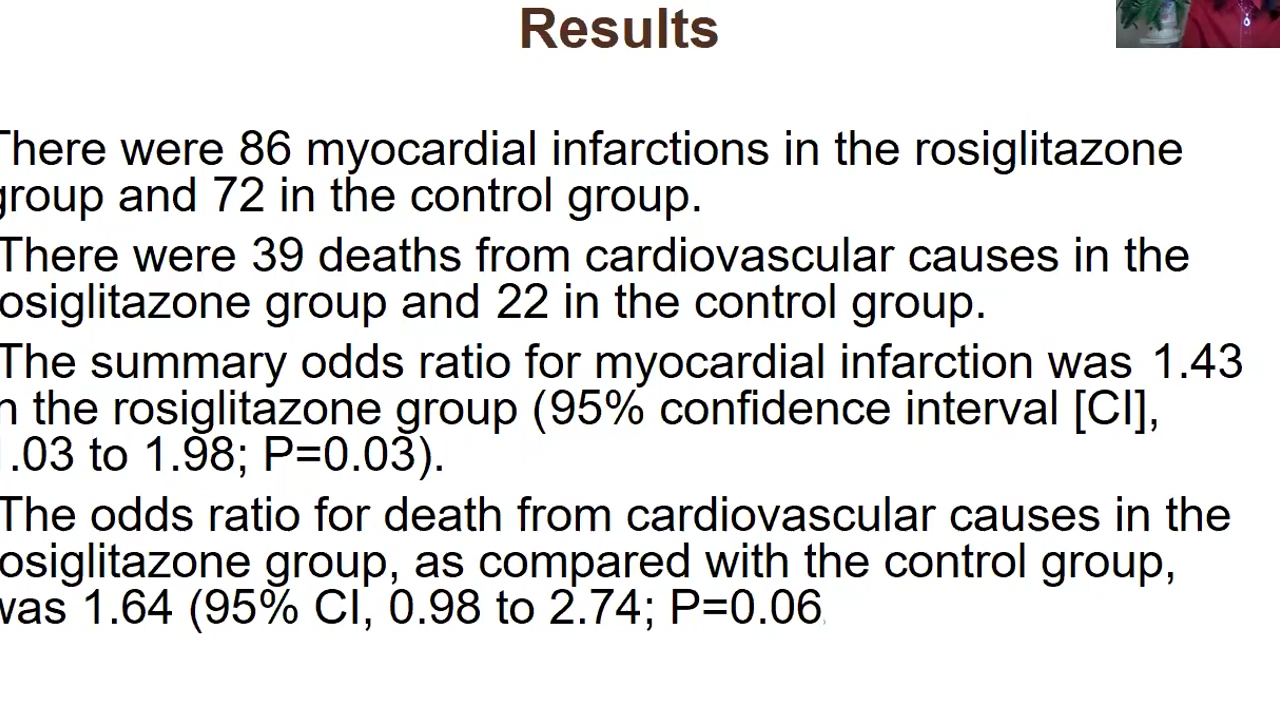 Results
There were 86 myocardial infarctions in the rosiglitazone
group and 72 in the control group.
There were 39 deaths from cardiovascular causes in the
osiglitazone group and 22 in the control group.
The summary odds ratio for myocardial infarction was 1.43
n the rosiglitazone group (95% confidence interval [CI],
1.03 to 1.98; P=0.03).
The odds ratio for death from cardiovascular causes in the
osiglitazone group, as compared with the control group,
was 1.64 (95% CI, 0.98 to 2.74; P=0.06